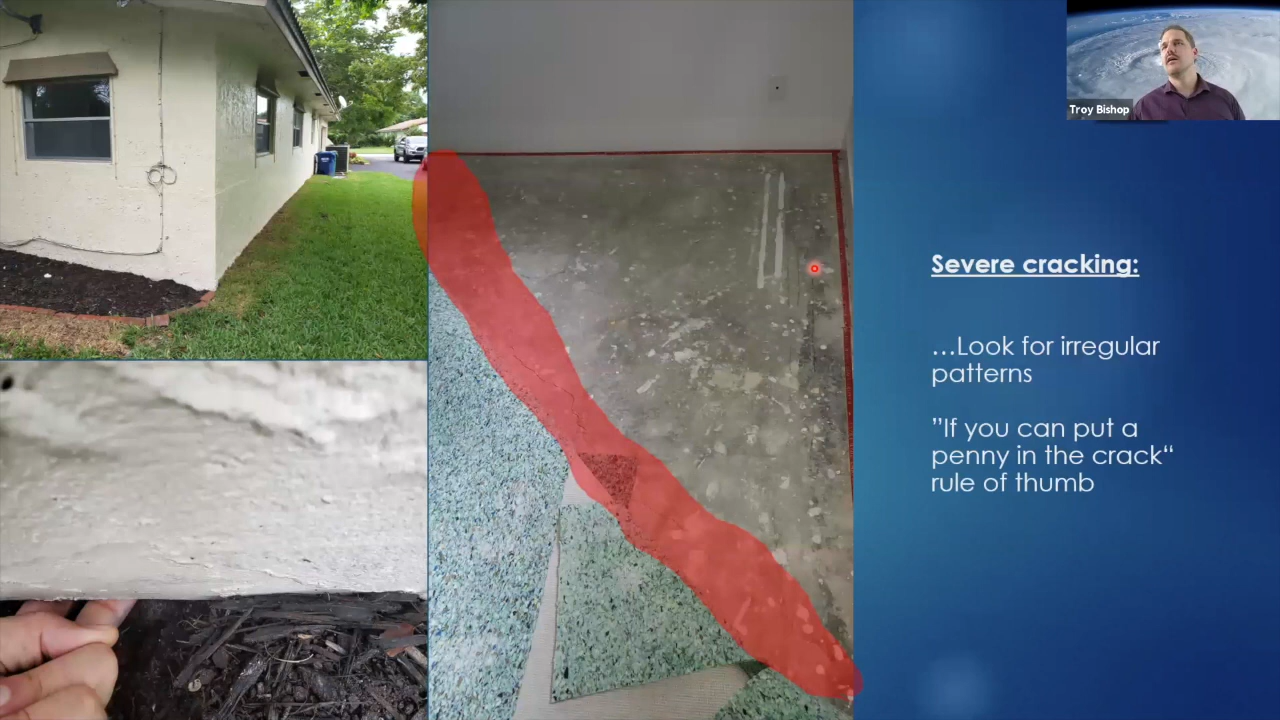 Troy Bishop
Severe cracking:
...Look for irregular
patterns
”If you can put a
penny in the crack“
rule of thumb